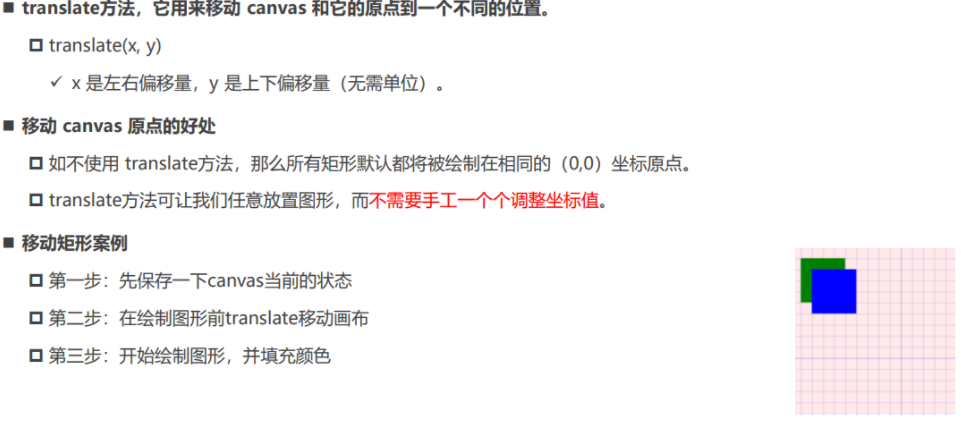 ■ translate方法，它用来移动 canvas 和它的原点到一个不同的位置。
□ translate(x, y)
✓ x 是左右偏移量，y 是上下偏移量（无需单位）。
■ 移动 canvas 原点的好处
□ 如不使用 translate方法，那么所有矩形默认都将被绘制在相同的（0,0）坐标原点。
□ translate方法可让我们任意放置图形，而不需要手工一个个调整坐标值。
■ 移动矩形案例
□ 第一步：先保存一下canvas当前的状态
□ 第二步：在绘制图形前translate移动画布
□ 第三步：开始绘制图形，并填充颜色